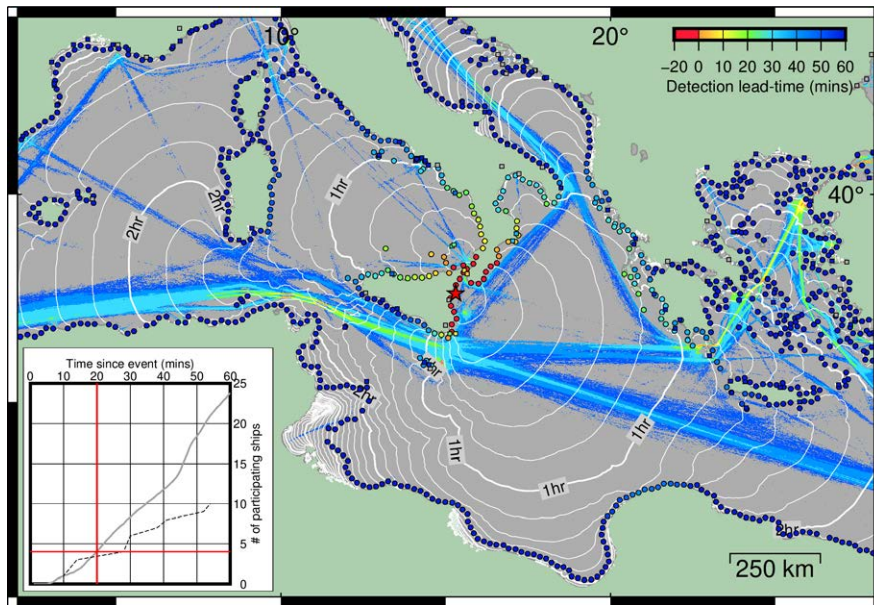 10°
20°
−20 0 10 20 30 40 50 60
Detection lead-time (mins)
40°
1hr
2hr
2hr
1hr
2hr
1hr
1hr
1hr
2hr
250 km
Time since event (mins)
0 10 20 30 40 50 60
25
20
15
10
5
0
# of participating ships